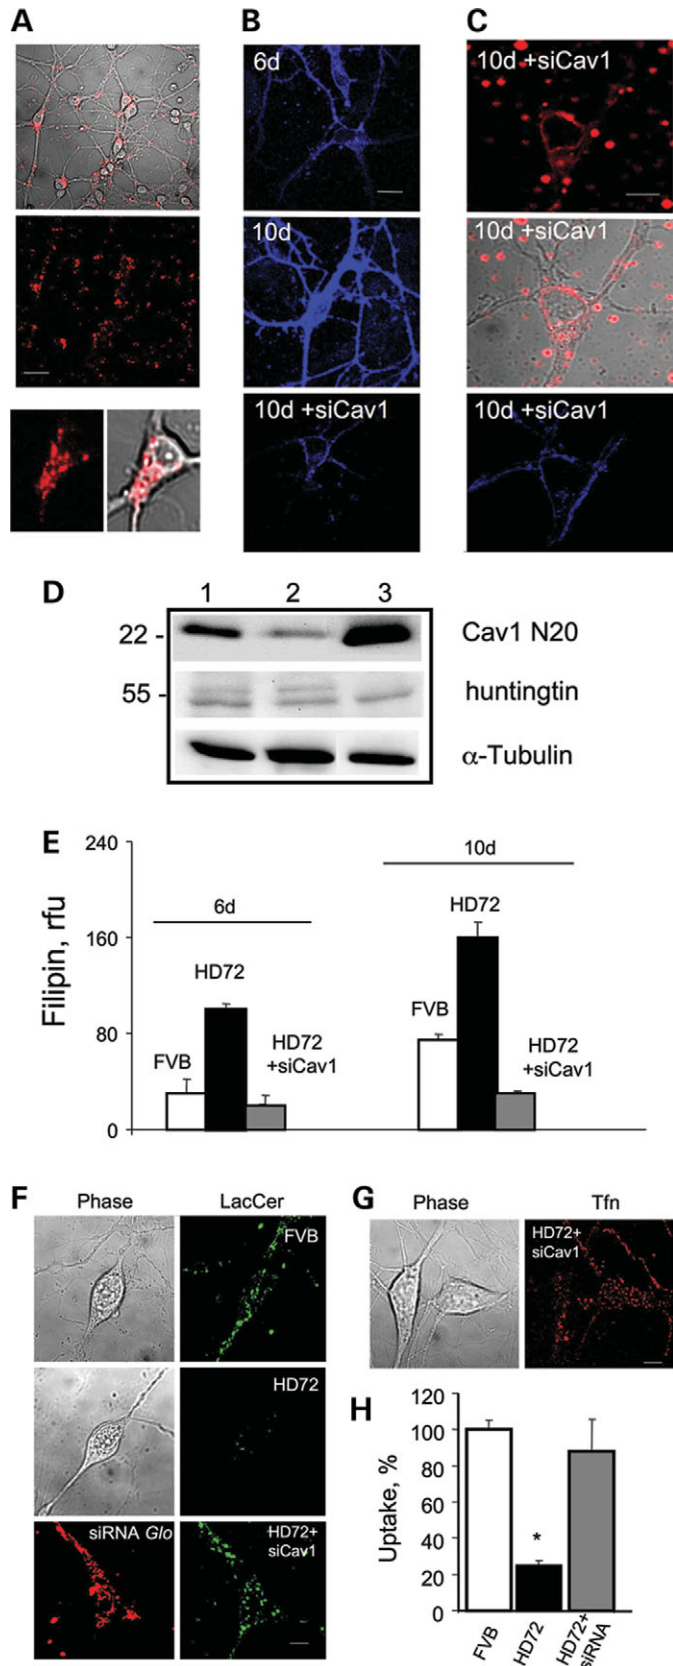 A
B
C
6d
10d
10d +siCav1
10d +siCav1
10d +siCav1
10d +siCav1
D
1 2 3
22 -
Cav1 N20
55 -
huntingtin
α-Tubulin
E
240
160
80
0
Filipin, rfu
6d
10d
FVB
HD72
HD72
+siCav1
FVB
HD72
HD72
+siCav1
F
Phase
LacCer
FVB
HD72
siRNA Glo
HD72+
siCav1
G
Phase
Tfn
HD72+
siCav1
H
120
100
80
60
40
20
0
Uptake, %
*
FVB
HD72
HD72+
siRNA